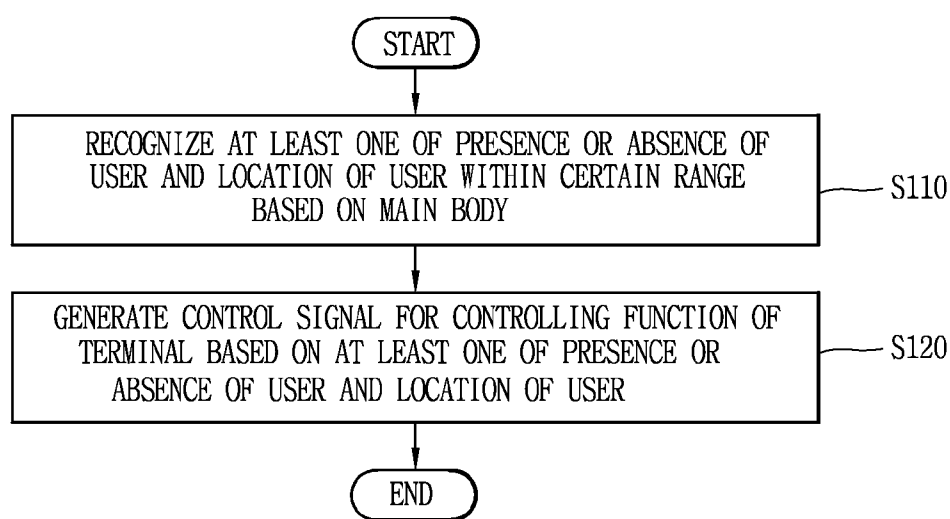 START
RECOGNIZE AT LEAST ONE OF PRESENCE OR ABSENCE OF
USER AND LOCATION OF USER WITHIN CERTAIN RANGE
BASED ON MAIN BODY
S110
GENERATE CONTROL SIGNAL FOR CONTROLLING FUNCTION OF
TERMINAL BASED ON AT LEAST ONE OF PRESENCE OR
ABSENCE OF USER AND LOCATION OF USER
S120
END